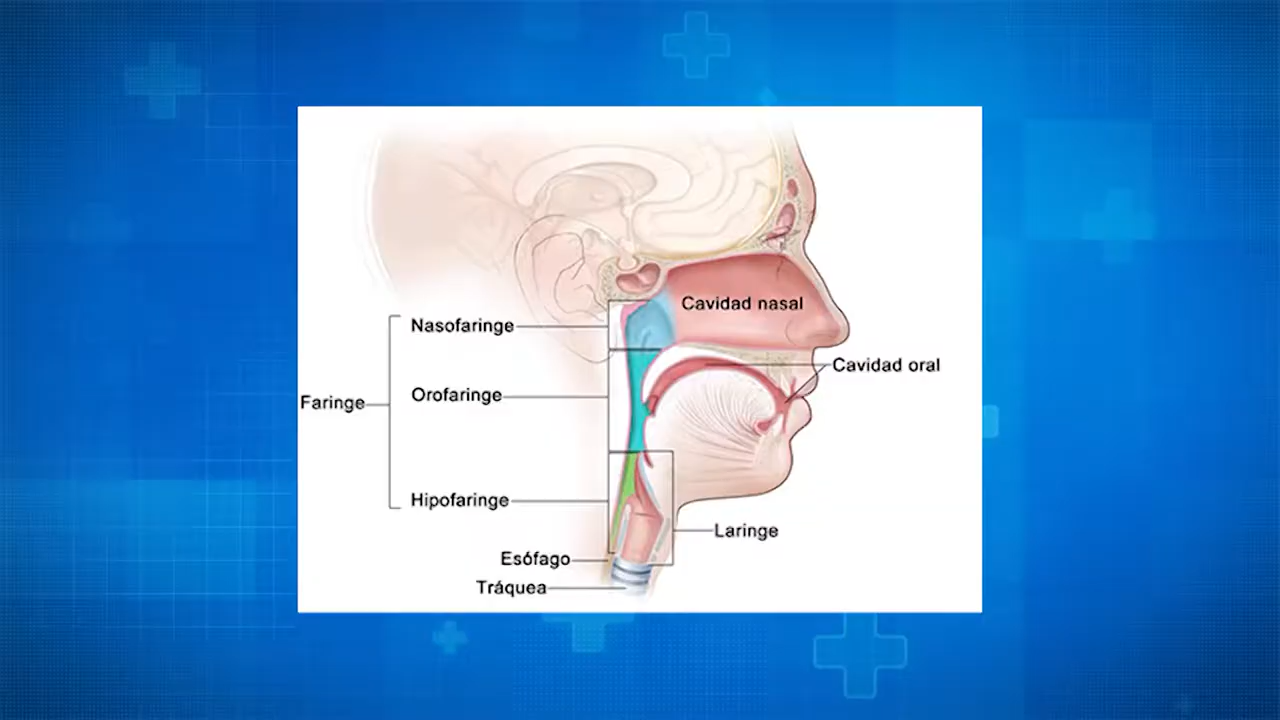 Cavidad nasal
Nasofaringe
Cavidad oral
Orofaringe
Faringe
Hipofaringe
Laringe
Esófago
Tráquea